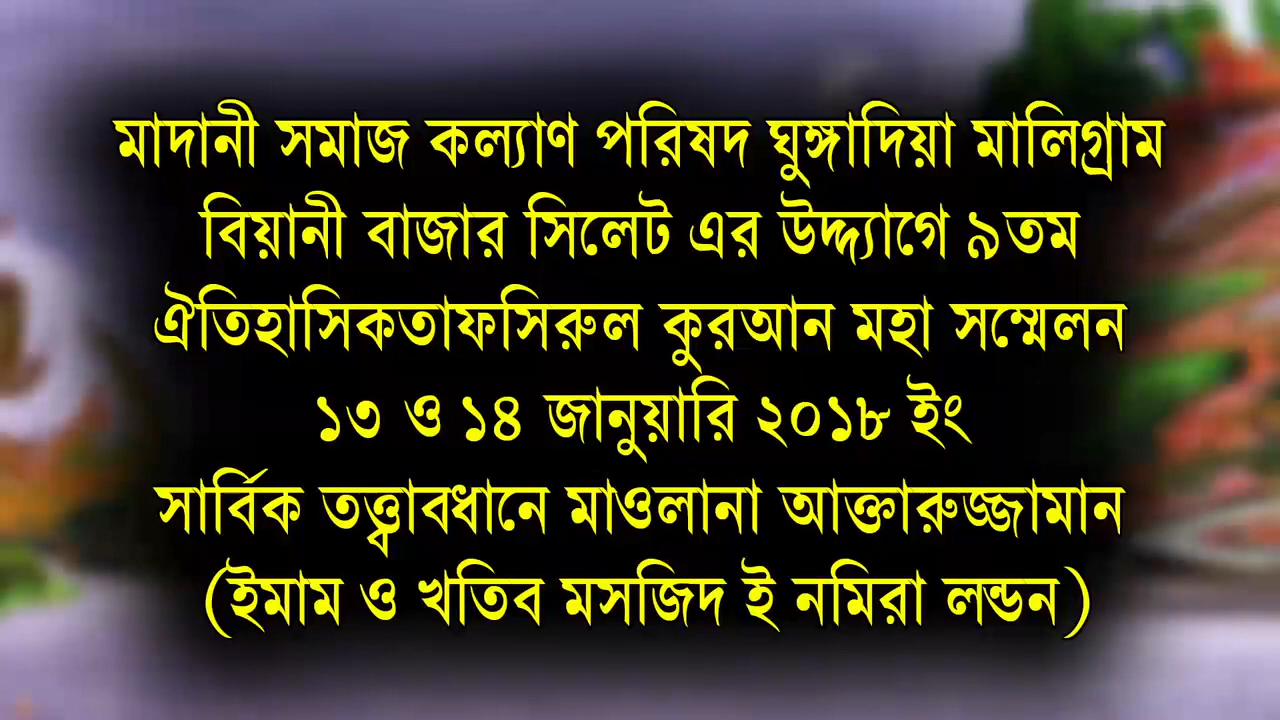 মাদানী সমাজ কল্যাণ পরিষদ ঘুঙ্গাদিয়া মালিগ্রাম
বিয়ানী বাজার সিলেট এর উদ্দ্যাগে ৯তম
ঐতিহাসিকতাফসিরুল কুরআন মহা সম্মেলন
১৩ ও ১৪ জানুয়ারি ২০১৮ ইং
সার্বিক তত্ত্বাবধানে মাওলানা আক্তারুজ্জামান
(ইমাম ও খতিব মসজিদ ই নমিরা লন্ডন)